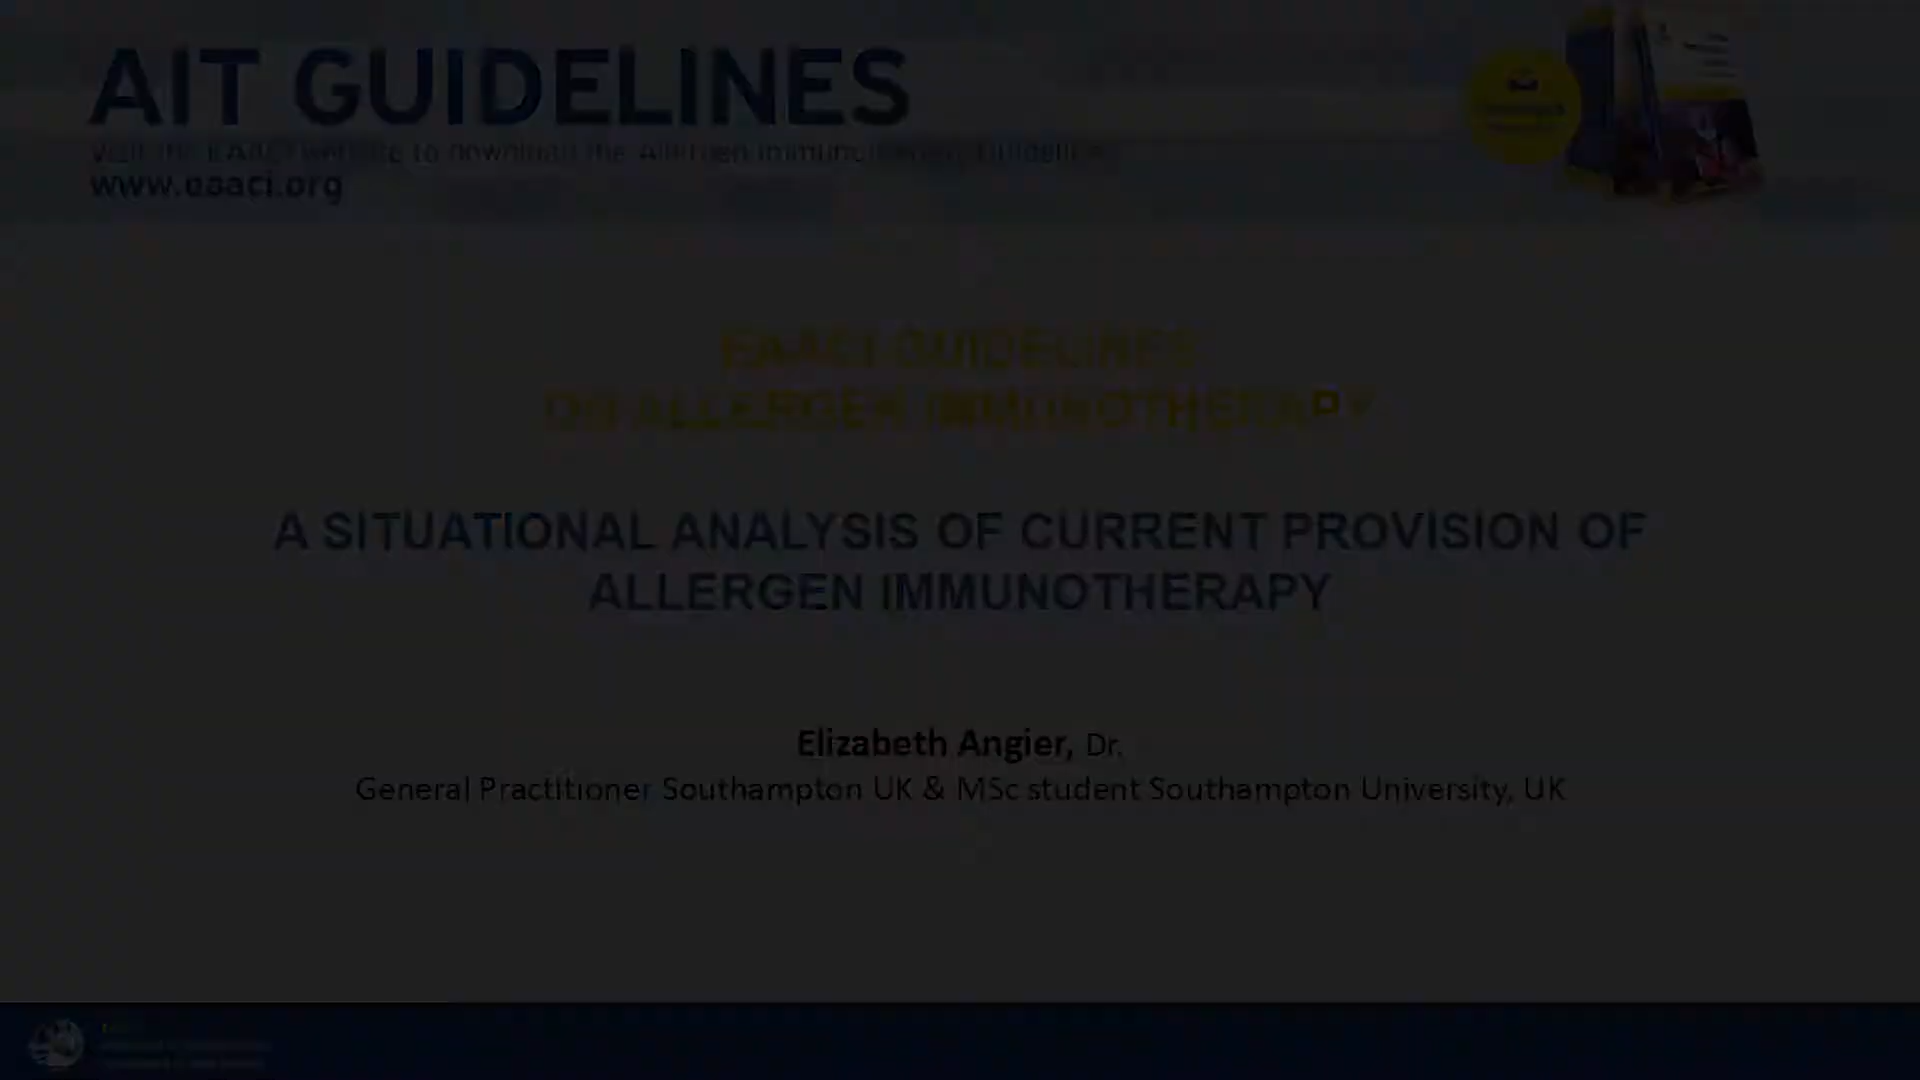 AIT GUIDELINES
Visit the EAACI website to download the Allergen Immunotherapy Guidelines
www.eaaci.org
EAACI GUIDELINES
ON ALLERGEN IMMUNOTHERAPY
A SITUATIONAL ANALYSIS OF CURRENT PROVISION OF
ALLERGEN IMMUNOTHERAPY
Elizabeth Angier, Dr.
General Practitioner Southampton UK & MSc student Southampton University, UK